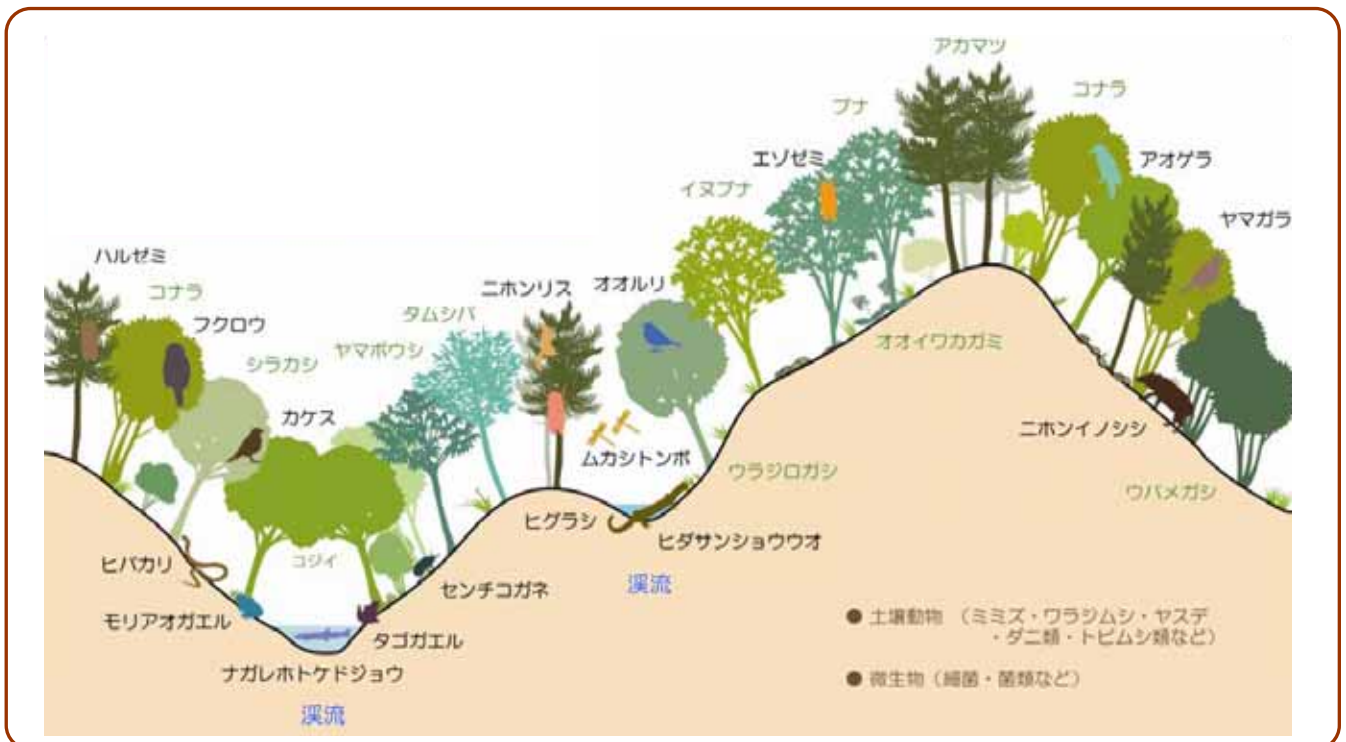 アカマツ
コナラ
ブナ
エゾゼミ
アオゲラ
イヌブナ
ヤマガラ
ハルゼミ
コナラ
フクロウ
シラカシ
カケス
タムシバ
ヤマボウシ
ニホンリス
オオルリ
オオイワカガミ
ニホンイノシシ
ムカシトンボ
ウラジロガシ
ウバメガシ
ヒグラシ
ヒダサンショウウオ
渓流
ヒバカリ
コジイ
センチコガネ
モリアオガエル
タゴガエル
ナガレホトケドジョウ
渓流
● 土壌動物 （ミミズ・ワラジムシ・ヤスデ
・ダニ類・トビムシ類など）
● 微生物（細菌・菌類など）